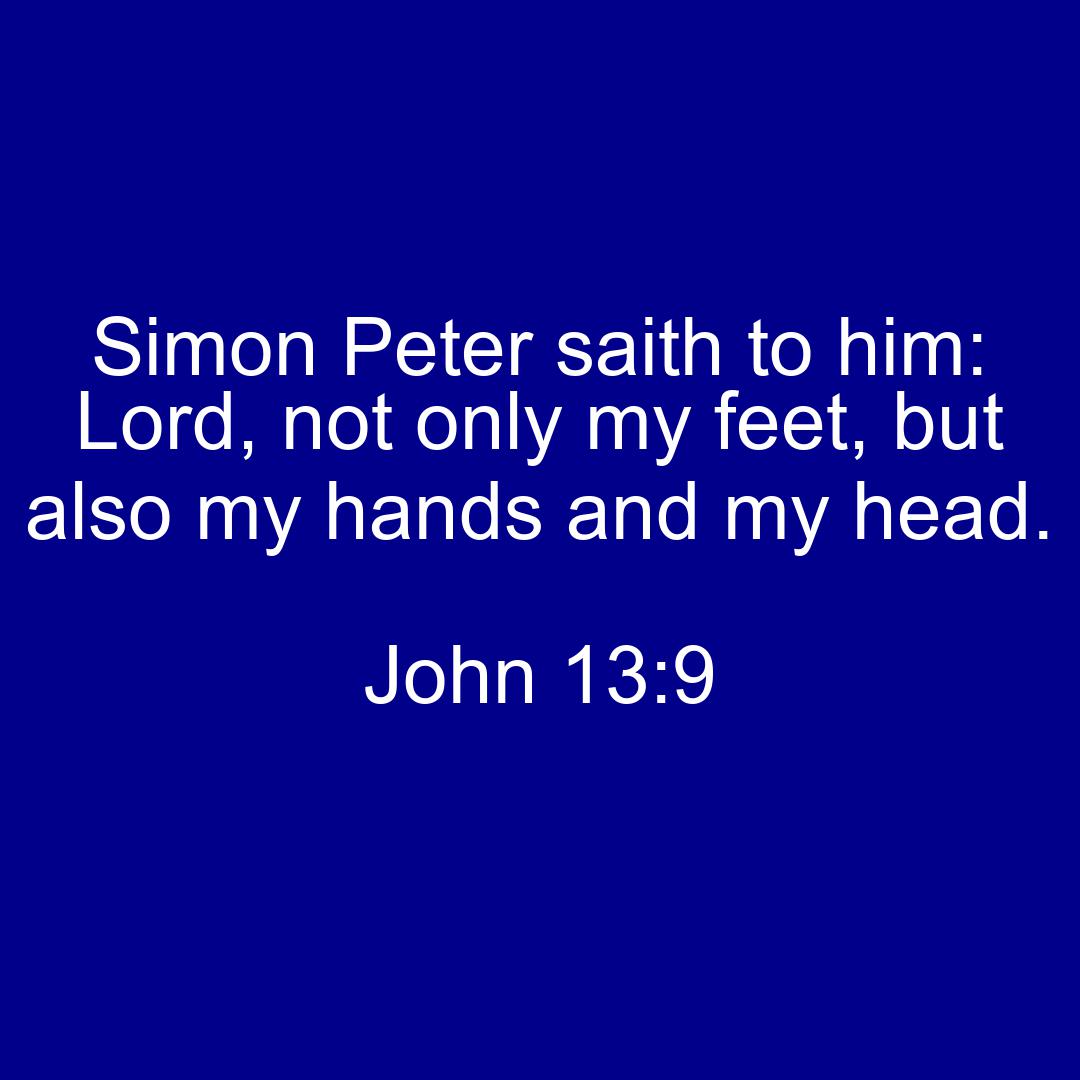 Simon Peter saith to him:
Lord, not only my feet, but
also my hands and my head.
John 13:9